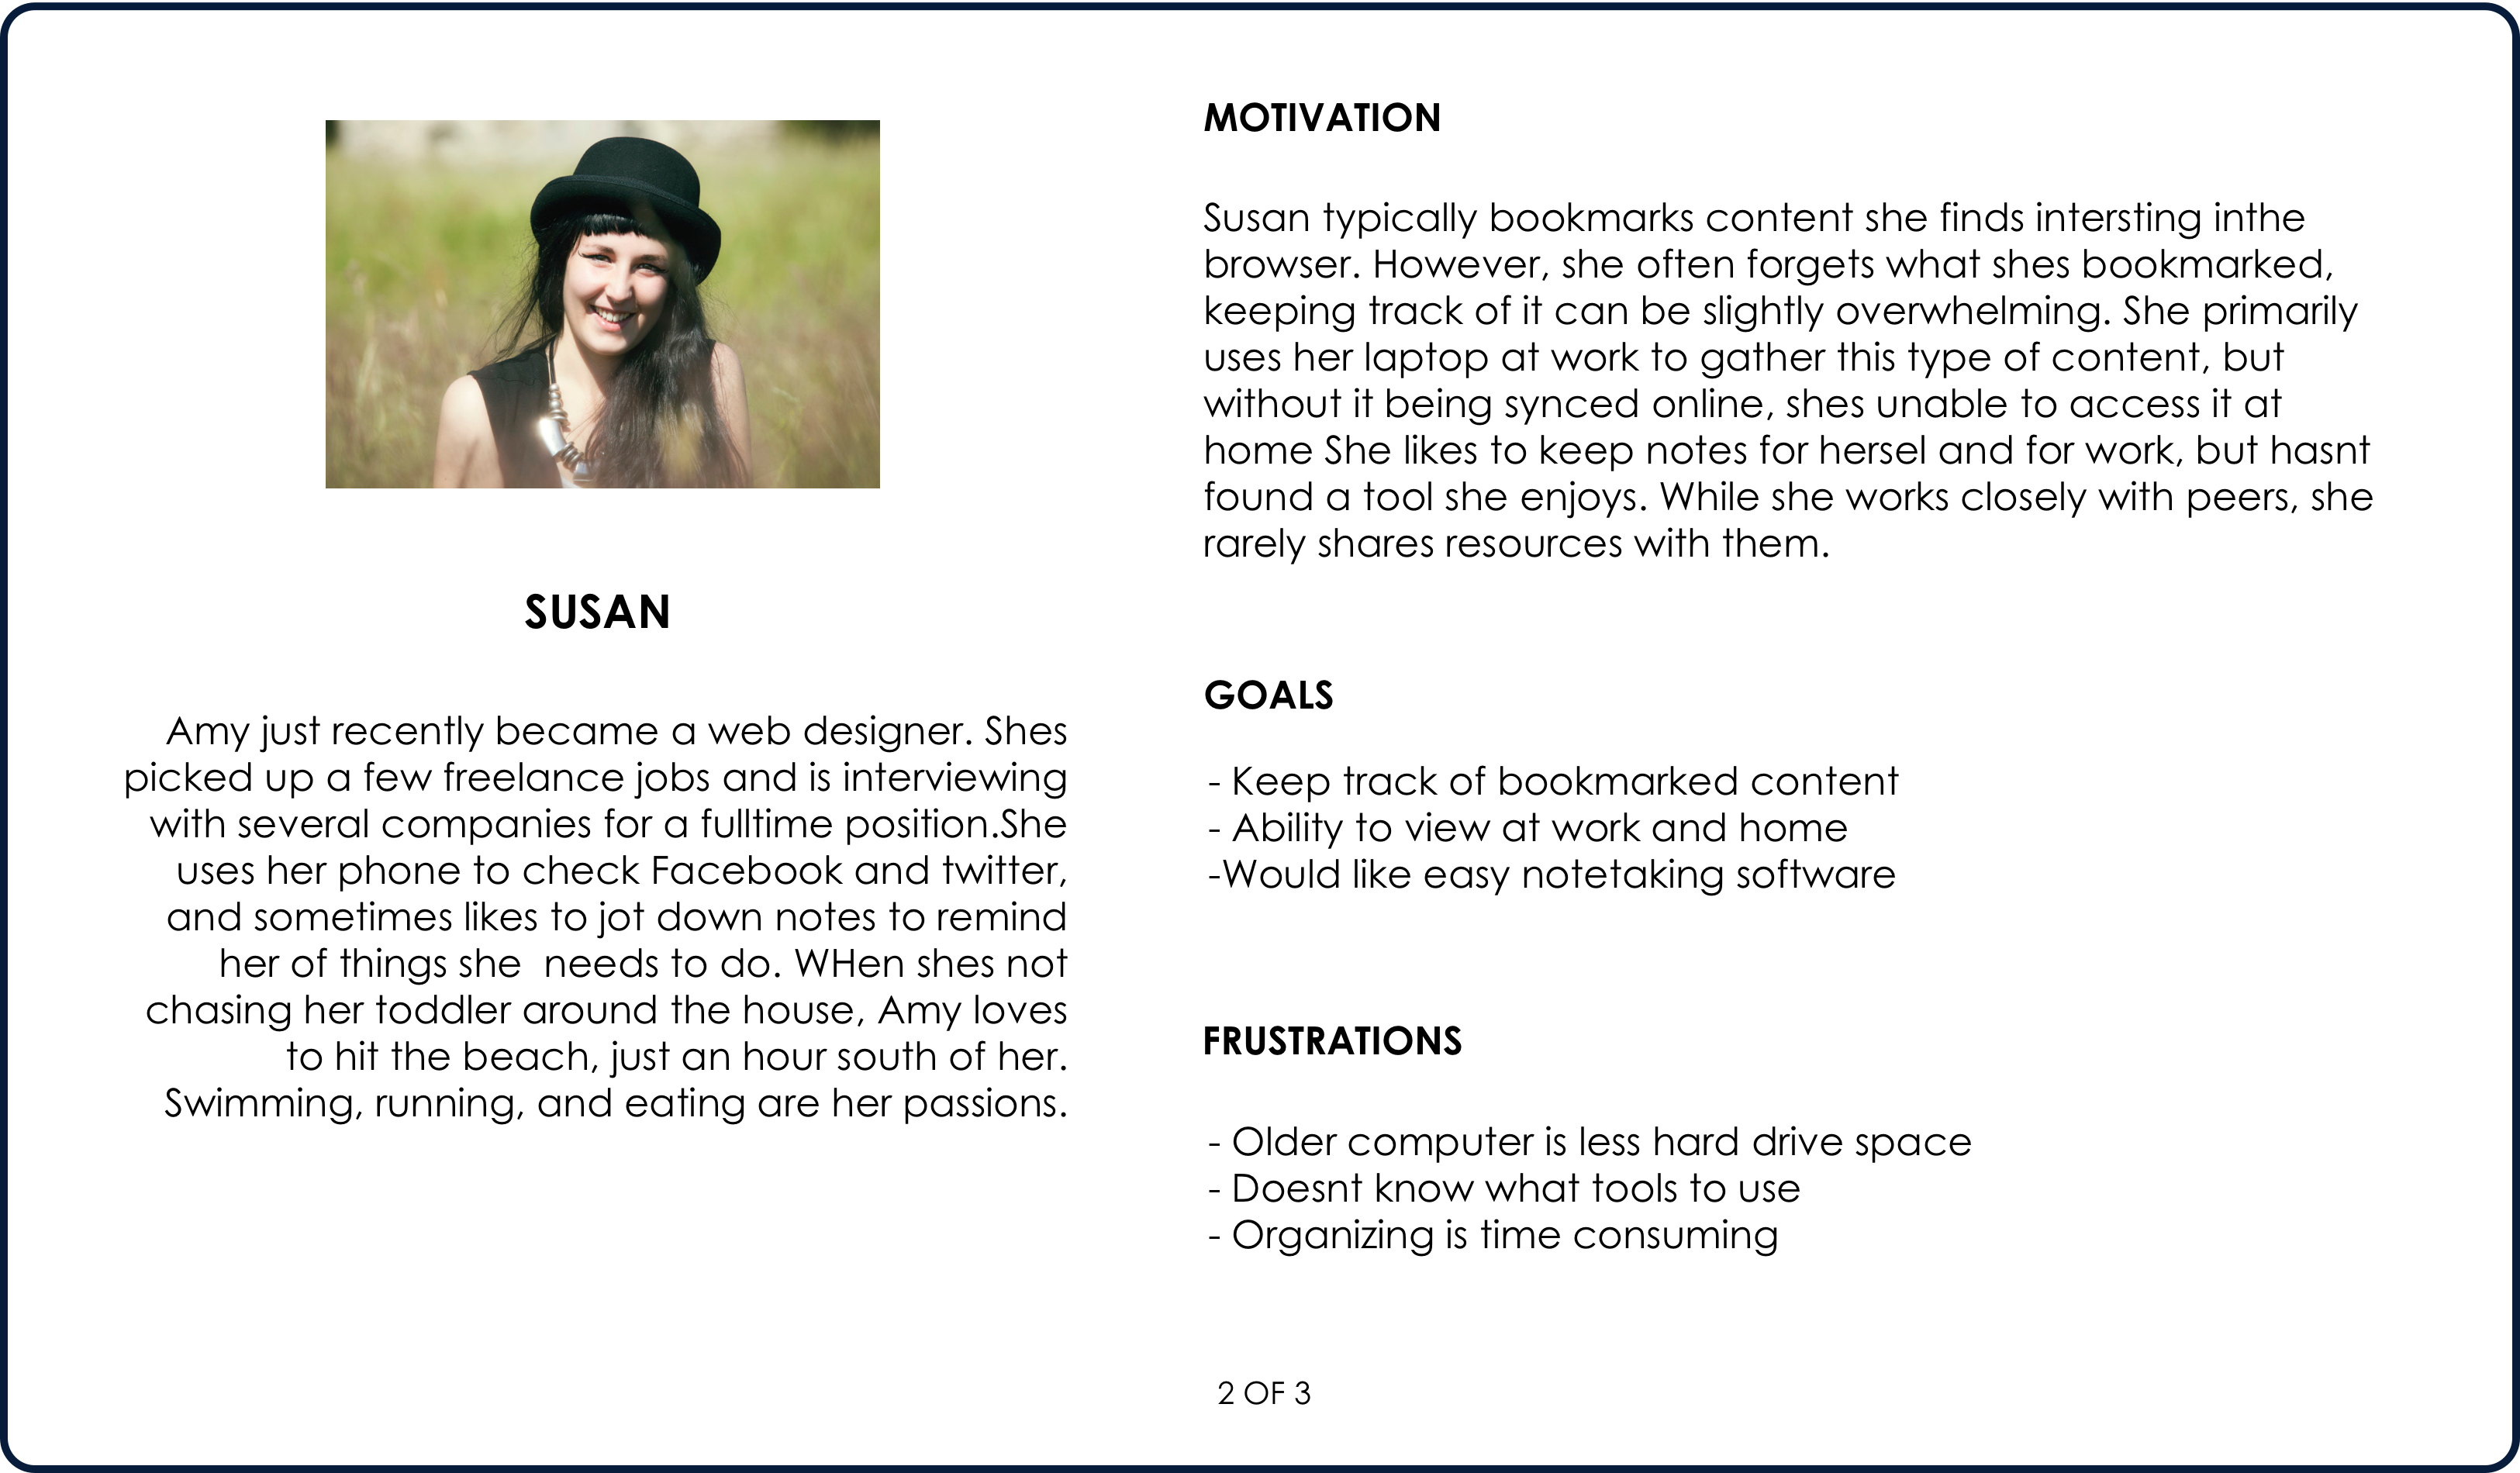 SUSAN
Amy just recently became a web designer. Shes
picked up a few freelance jobs and is interviewing
with several companies for a fulltime position.She
uses her phone to check Facebook and twitter,
and sometimes likes to jot down notes to remind
her of things she  needs to do. WHen shes not
chasing her toddler around the house, Amy loves
to hit the beach, just an hour south of her.
Swimming, running, and eating are her passions.
MOTIVATION
Susan typically bookmarks content she finds intersting inthe
browser. However, she often forgets what shes bookmarked,
keeping track of it can be slightly overwhelming. She primarily
uses her laptop at work to gather this type of content, but
without it being synced online, shes unable to access it at
home She likes to keep notes for hersel and for work, but hasnt
found a tool she enjoys. While she works closely with peers, she
rarely shares resources with them.
GOALS
- Keep track of bookmarked content
- Ability to view at work and home
-Would like easy notetaking software
FRUSTRATIONS
- Older computer is less hard drive space
- Doesnt know what tools to use
- Organizing is time consuming
2 OF 3